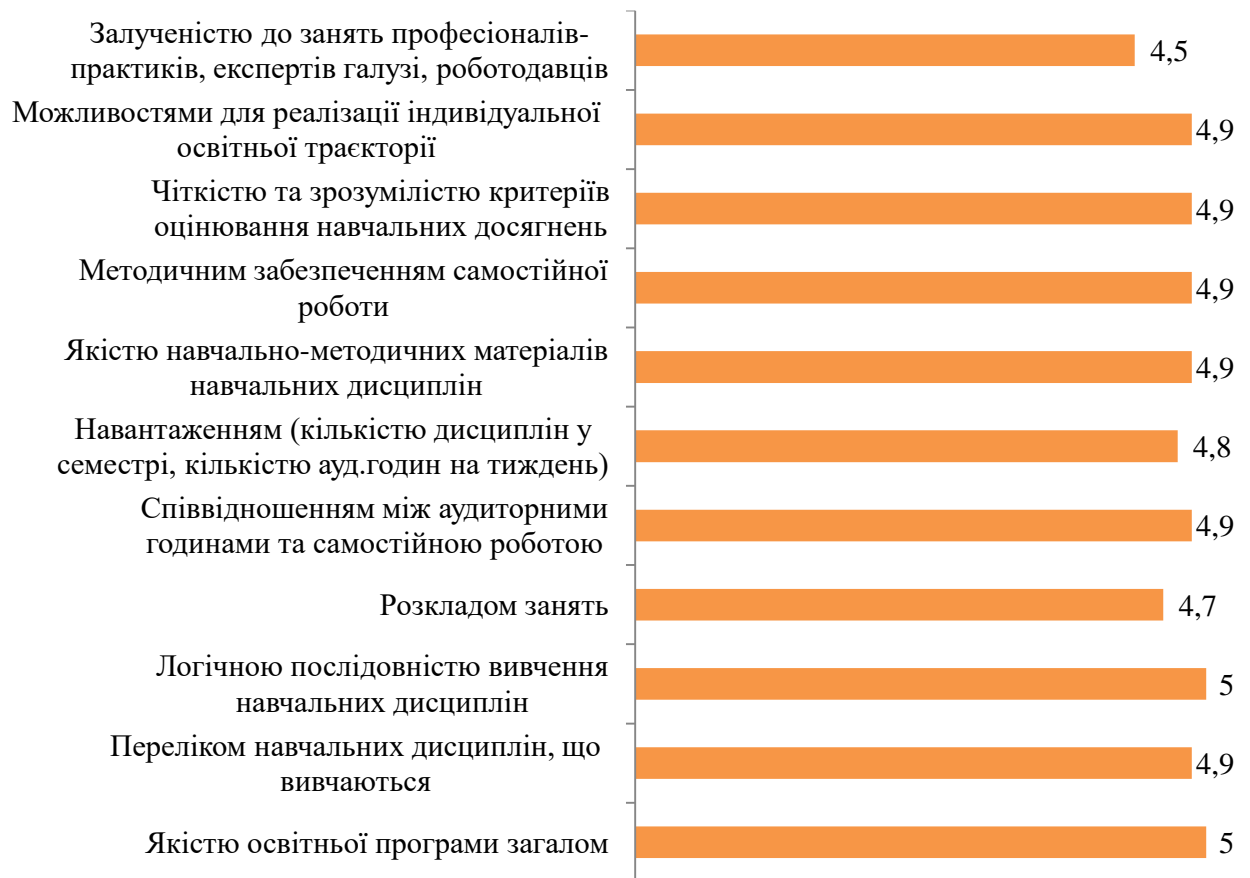 Залученістю до занять професіоналів-
практиків, експертів галузі, роботодавців
4,5
Можливостями для реалізації індивідуальної
освітньої траєкторії
4,9
Чіткістю та зрозумілістю критеріїв
оцінювання навчальних досягнень
4,9
Методичним забезпеченням самостійної
роботи
4,9
Якістю навчально-методичних матеріалів
навчальних дисциплін
4,9
Навантаженням (кількістю дисциплін у
семестрі, кількістю ауд.годин на тиждень)
4,8
Співвідношенням між аудиторними
годинами та самостійною роботою
4,9
Розкладом занять
4,7
Логічною послідовністю вивчення
навчальних дисциплін
5
Переліком навчальних дисциплін, що
вивчаються
4,9
Якістю освітньої програми загалом
5